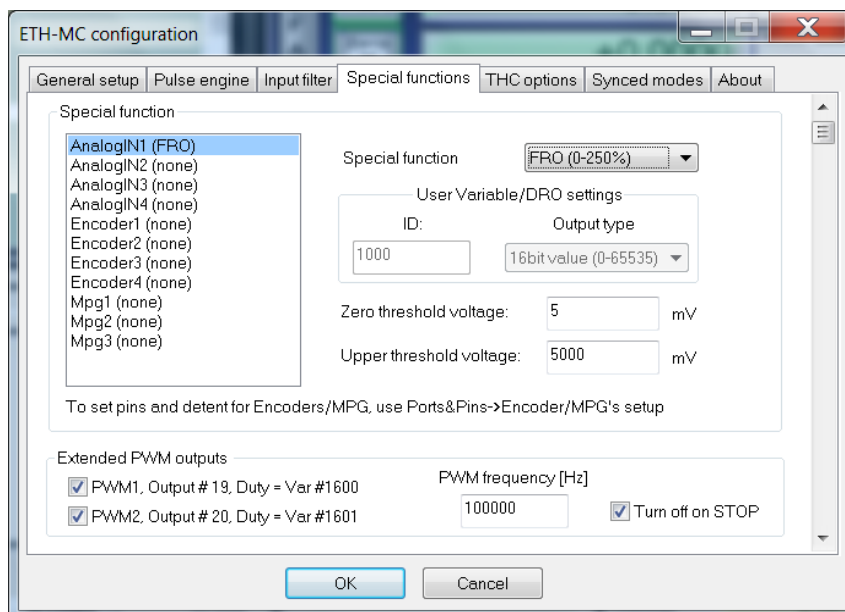 ETH-MC configuration
General setup
Pulse engine
Input filter
Special functions
THC options
Synced modes
About
Special function
AnalogIN1 (FRO)
AnalogIN2 (none)
AnalogIN3 (none)
AnalogIN4 (none)
Encoder1 (none)
Encoder2 (none)
Encoder3 (none)
Encoder4 (none)
Mpg1 (none)
Mpg2 (none)
Mpg3 (none)
Special function
FRO (0-250%)
User Variable/DRO settings
ID:
Output type
1000
16bit value (0-65535)
Zero threshold voltage:
5
mV
Upper threshold voltage:
5000
mV
To set pins and detent for Encoders/MPG, use Ports&Pins->Encoder/MPG's setup
Extended PWM outputs
PWM1, Output # 19, Duty = Var #1600
PWM2, Output # 20, Duty = Var #1601
PWM frequency [Hz]
100000
Turn off on STOP
OK
Cancel